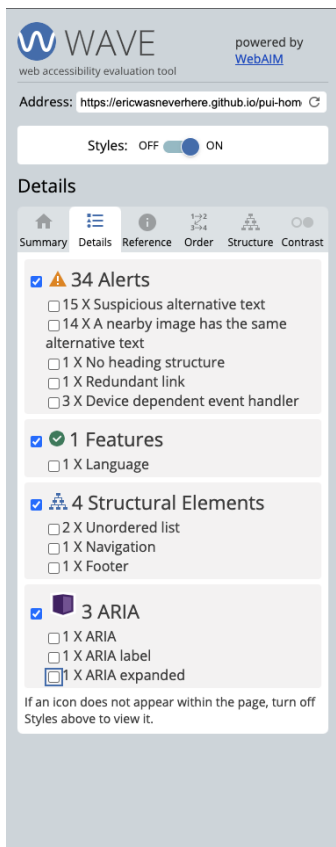 WAVE
web accessibility evaluation tool
powered by
WebAIM
Address: https://ericwasneverhere.github.io/pui-hom
Styles: OFF ON
Details
Summary Details Reference Order Structure Contrast
34 Alerts
15 X Suspicious alternative text
14 X A nearby image has the same
alternative text
1 X No heading structure
1 X Redundant link
3 X Device dependent event handler
1 Features
1 X Language
4 Structural Elements
2 X Unordered list
1 X Navigation
1 X Footer
3 ARIA
1 X ARIA
1 X ARIA label
1 X ARIA expanded
If an icon does not appear within the page, turn off
Styles above to view it.